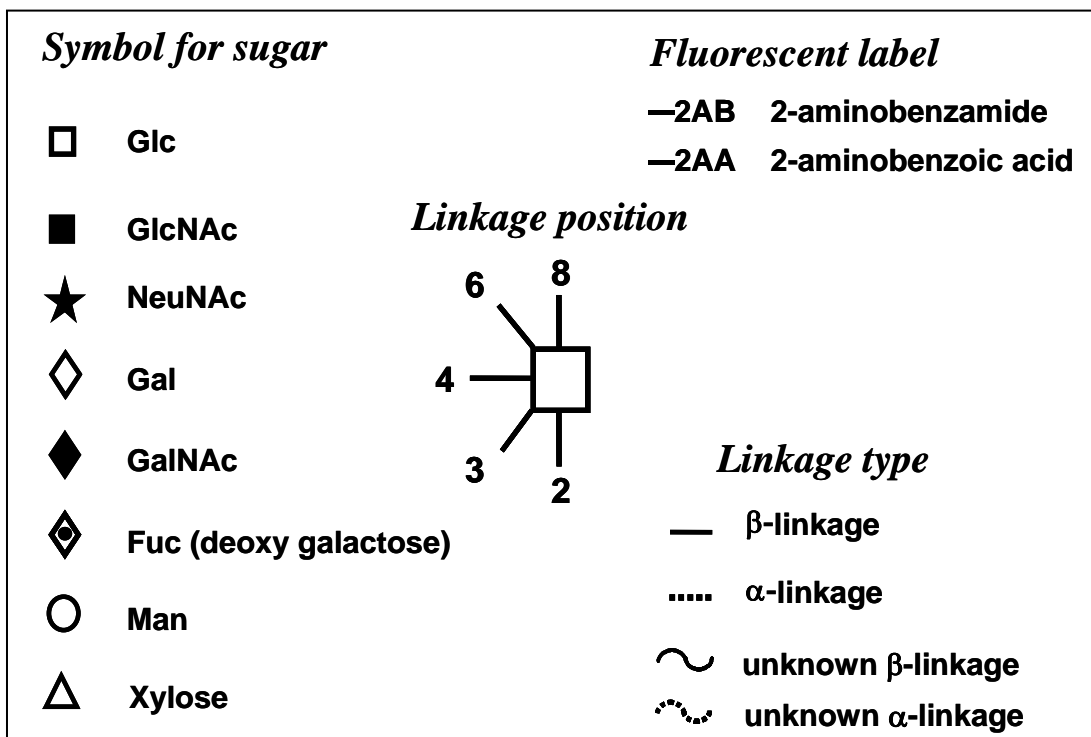 Symbol for sugar
Glc
GlcNAc
NeuNAc
Gal
GalNAc
Fuc (deoxy galactose)
Man
Xylose
Fluorescent label
—2AB 2-aminobenzamide
—2AA 2-aminobenzoic acid
Linkage position
8
6
4
3
2
Linkage type
β-linkage
α-linkage
unknown β-linkage
unknown α-linkage